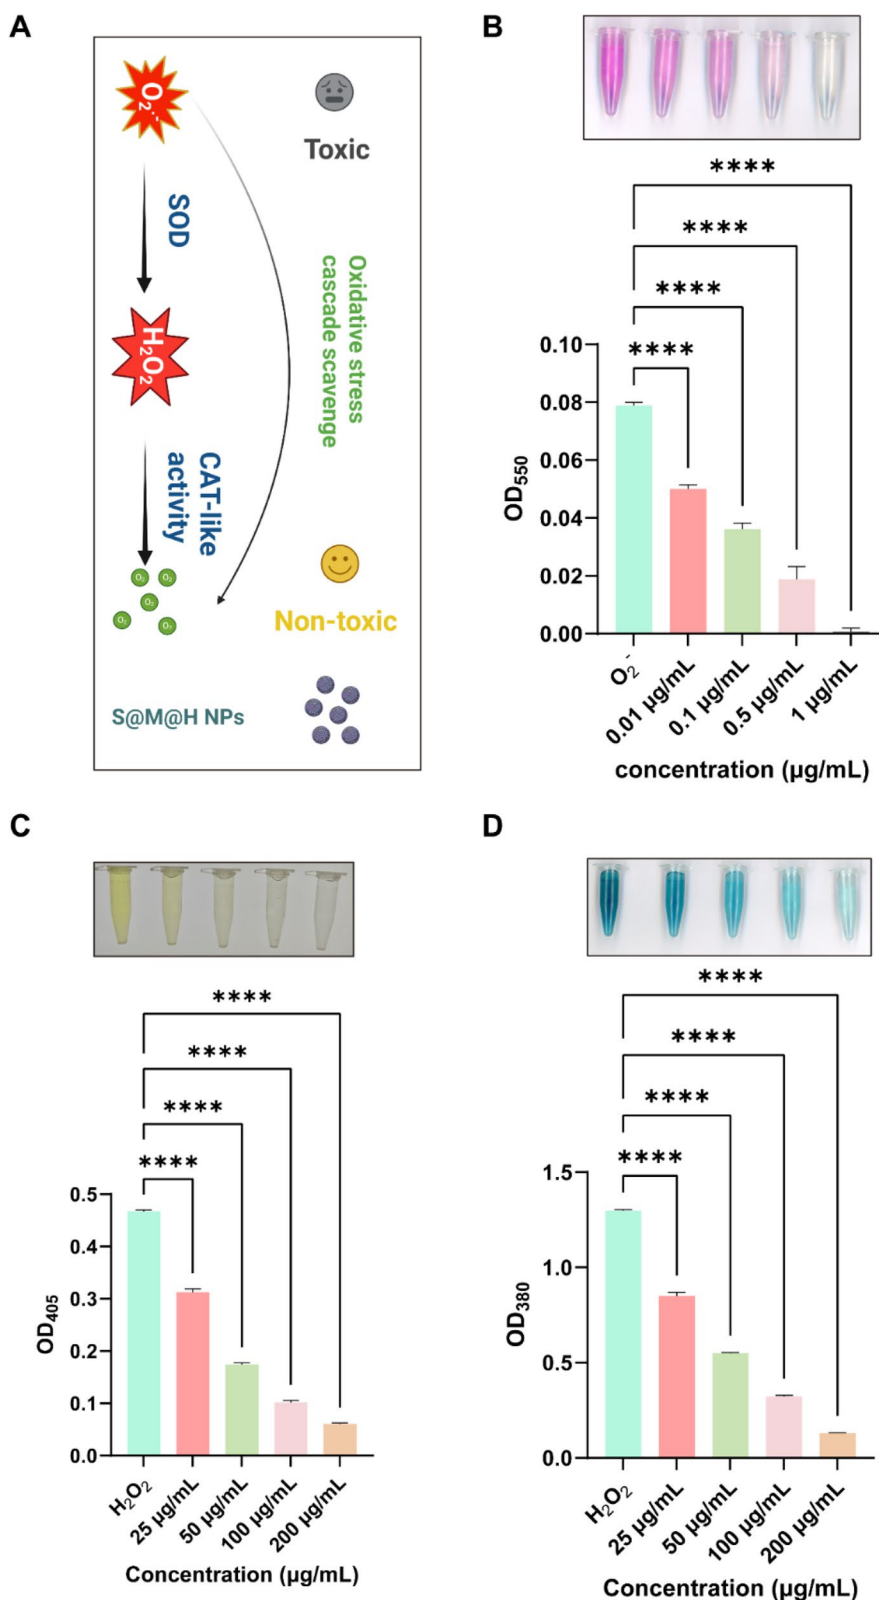 A
O₂·⁻
Toxic
SOD
Oxidative stress
cascade scavenge
H₂O₂
CAT-like
activity
O₂
O₂
O₂
O₂
O₂
Non-toxic
S@M@H NPs
B
****
****
****
****
0.10
0.08
0.06
0.04
0.02
0.00
OD₅₅₀
O₂⁻
0.01 µg/mL
0.1 µg/mL
0.5 µg/mL
1 µg/mL
concentration (µg/mL)
C
****
****
****
****
0.5
0.4
0.3
0.2
0.1
0.0
OD₄₀₅
H₂O₂
25 µg/mL
50 µg/mL
100 µg/mL
200 µg/mL
Concentration (µg/mL)
D
****
****
****
****
1.5
1.0
0.5
0.0
OD₃₈₀
H₂O₂
25 µg/mL
50 µg/mL
100 µg/mL
200 µg/mL
Concentration (µg/mL)